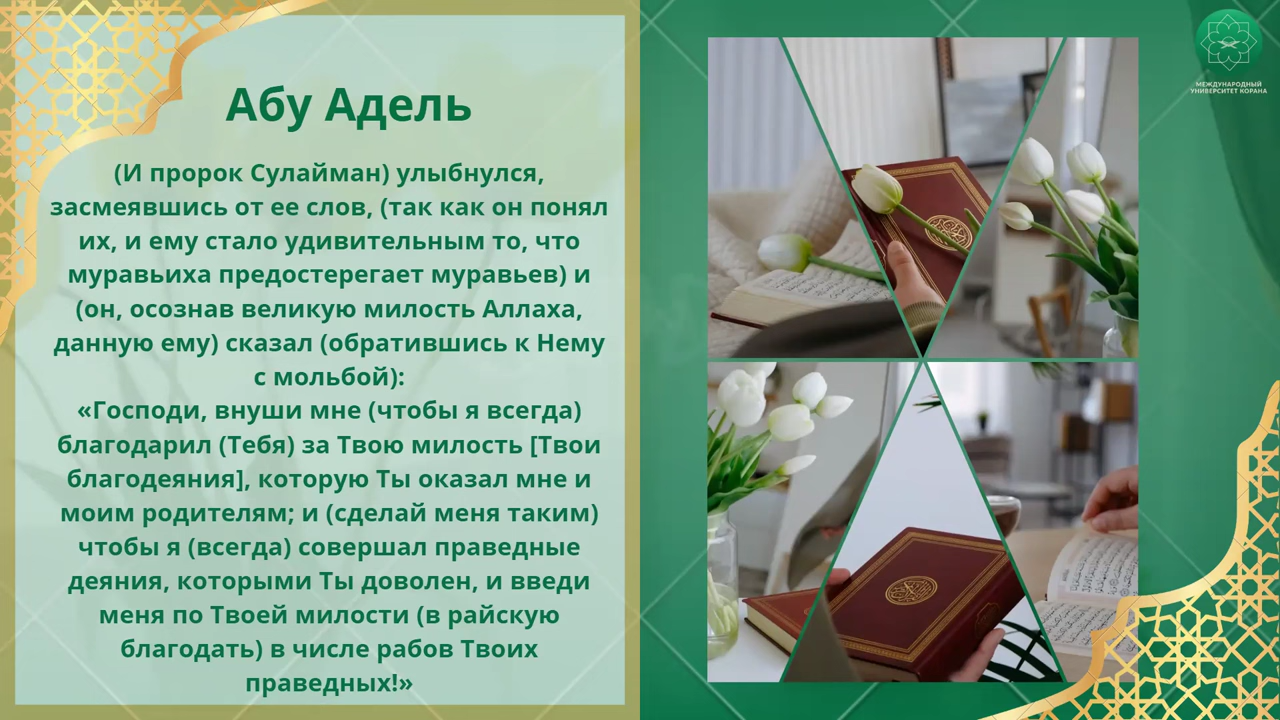 Абу Адель
(И пророк Сулайман) улыбнулся,
засмеявшись от ее слов, (так как он понял
их, и ему стало удивительным то, что
муравьиха предостерегает муравьев) и
(он, осознав великую милость Аллаха,
данную ему) сказал (обратившись к Нему
с мольбой):
«Господи, внуши мне (чтобы я всегда)
благодарил (Тебя) за Твою милость [Твои
благодеяния], которую Ты оказал мне и
моим родителям; и (сделай меня таким)
чтобы я (всегда) совершал праведные
деяния, которыми Ты доволен, и введи
меня по Твоей милости (в райскую
благодать) в числе рабов Твоих
праведных!»
МЕЖДУНАРОДНЫЙ
УНИВЕРСИТЕТ КОРАНА